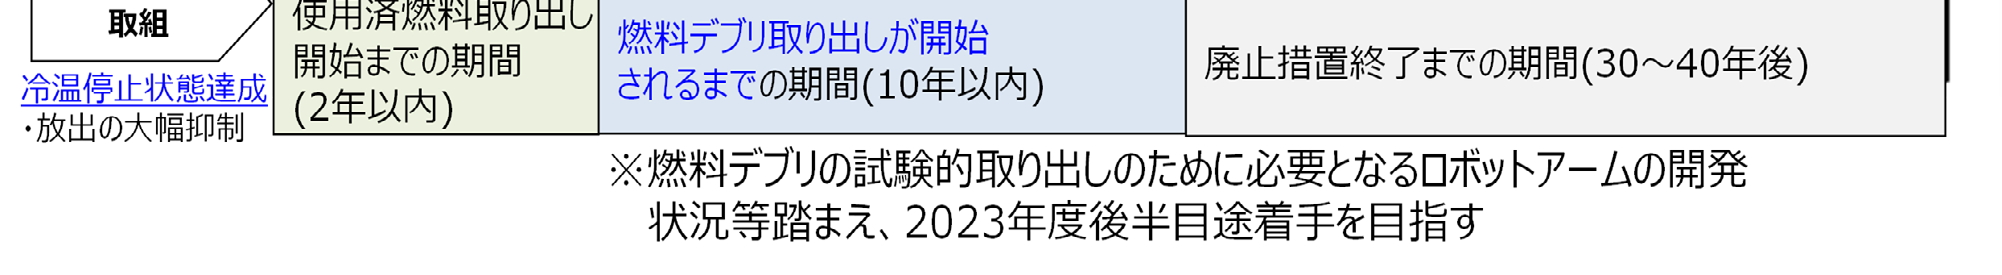 取組
冷温停止状態達成
・放出の大幅抑制
使用済燃料取り出し
開始までの期間
(2年以内)
燃料デブリ取り出しが開始
されるまでの期間(10年以内)
廃止措置終了までの期間(30～40年後)
※燃料デブリの試験的取り出しのために必要となるロボットアームの開発
状況等踏まえ、2023年度後半目途着手を目指す